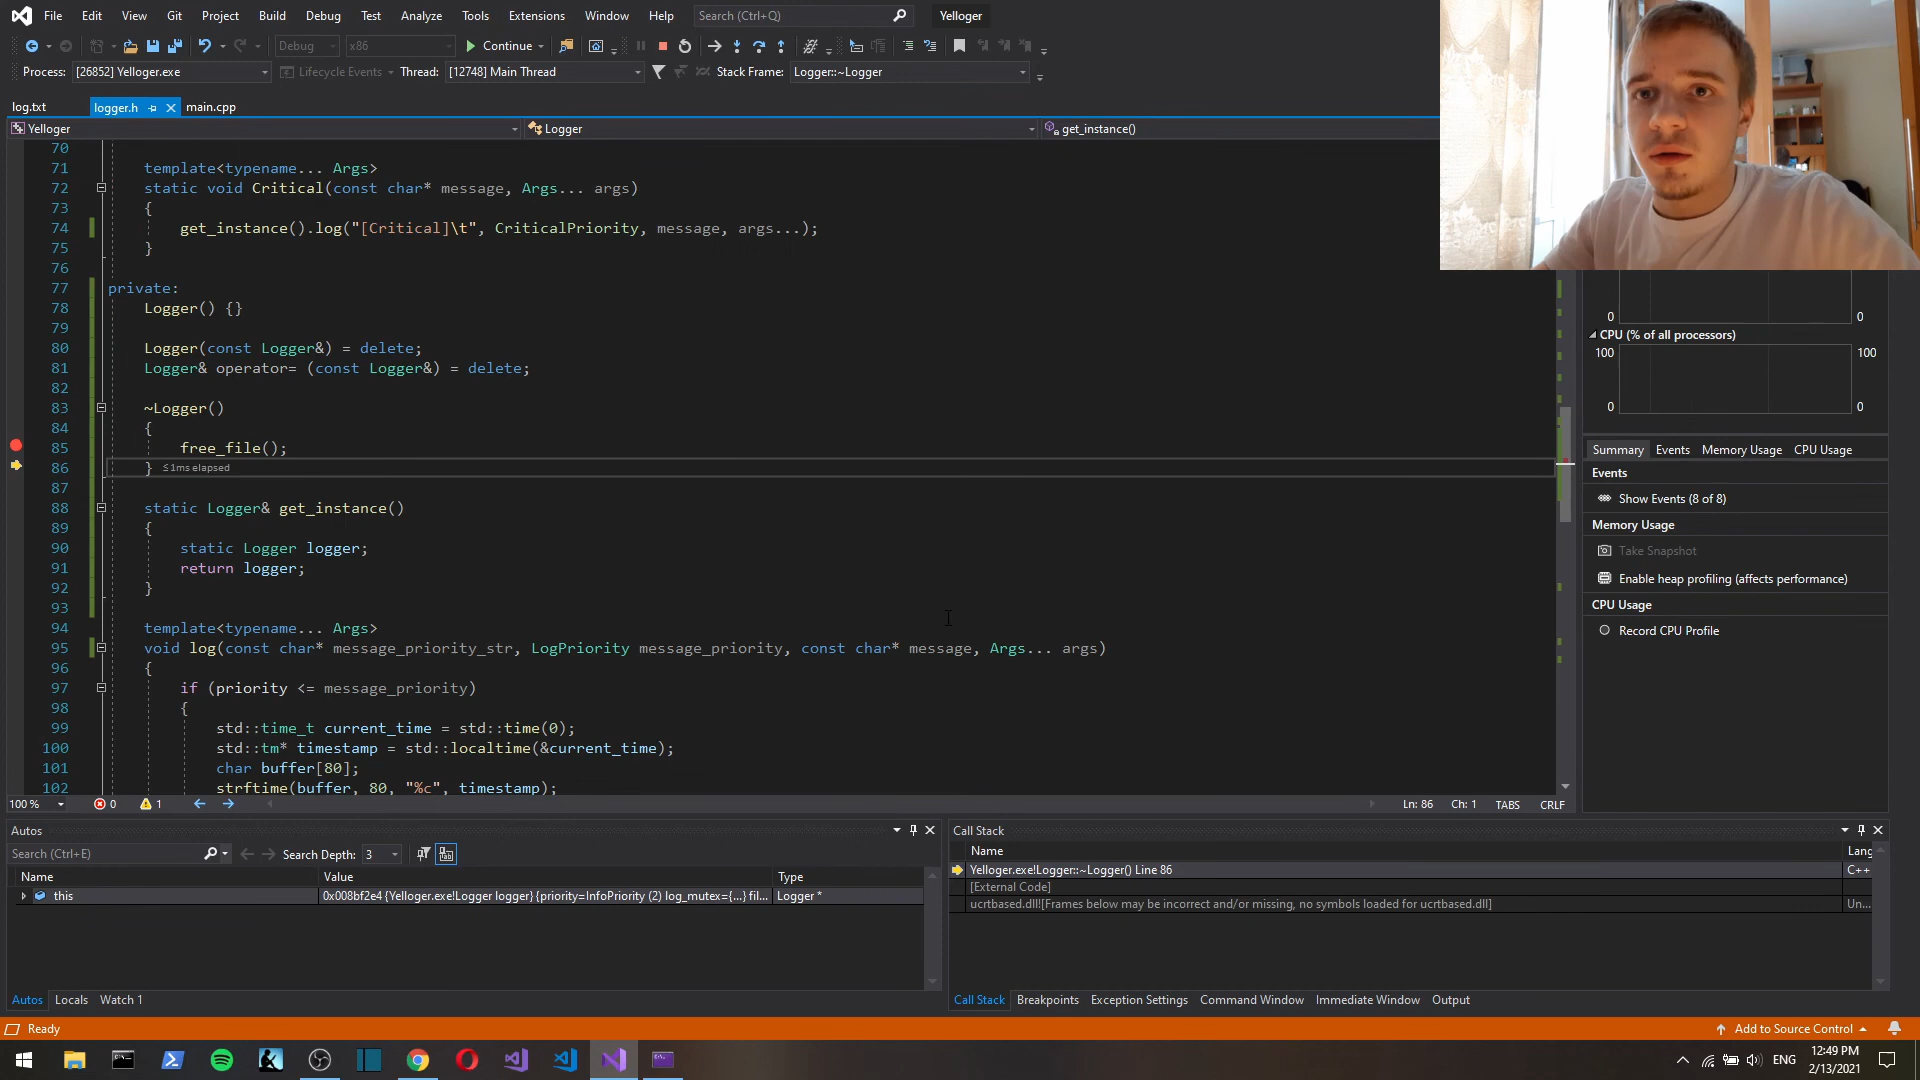 File Edit View Git Project Build Debug Test Analyze Tools Extensions Window Help Search (Ctrl+Q) Yelloger
Debug x86 Continue
Process: [26852] Yelloger.exe Lifecycle Events Thread: [12748] Main Thread Stack Frame: Logger::~Logger
log.txt logger.h main.cpp
Yelloger Logger get_instance()
70
71 template<typename... Args>
72 static void Critical(const char* message, Args... args)
73 {
74 get_instance().log("[Critical]\t", CriticalPriority, message, args...);
75 }
76
77 private:
78 Logger() {}
79
80 Logger(const Logger&) = delete;
81 Logger& operator= (const Logger&) = delete;
82
83 ~Logger()
84 {
85 free_file();
86 } ≤1ms elapsed
87
88 static Logger& get_instance()
89 {
90 static Logger logger;
91 return logger;
92 }
93
94 template<typename... Args>
95 void log(const char* message_priority_str, LogPriority message_priority, const char* message, Args... args)
96 {
97 if (priority <= message_priority)
98 {
99 std::time_t current_time = std::time(0);
100 std::tm* timestamp = std::localtime(&current_time);
101 char buffer[80];
102 strftime(buffer, 80, "%c", timestamp);
100 % 0 1 Ln: 86 Ch: 1 TABS CRLF
0 0
CPU (% of all processors)
100 100
0 0
Summary Events Memory Usage CPU Usage
Events
Show Events (8 of 8)
Memory Usage
Take Snapshot
Enable heap profiling (affects performance)
CPU Usage
Record CPU Profile
Autos
Search (Ctrl+E) Search Depth: 3
Name Value Type
this 0x008bf2e4 {Yelloger.exe!Logger logger} {priority=InfoPriority (2) log_mutex={...} fil... Logger *
Autos Locals Watch 1
Call Stack
Name Lang
Yelloger.exe!Logger::~Logger() Line 86 C++
[External Code]
ucrtbased.dll![Frames below may be incorrect and/or missing, no symbols loaded for ucrtbased.dll] Un...
Call Stack Breakpoints Exception Settings Command Window Immediate Window Output
Ready Add to Source Control
ENG 12:49 PM
2/13/2021